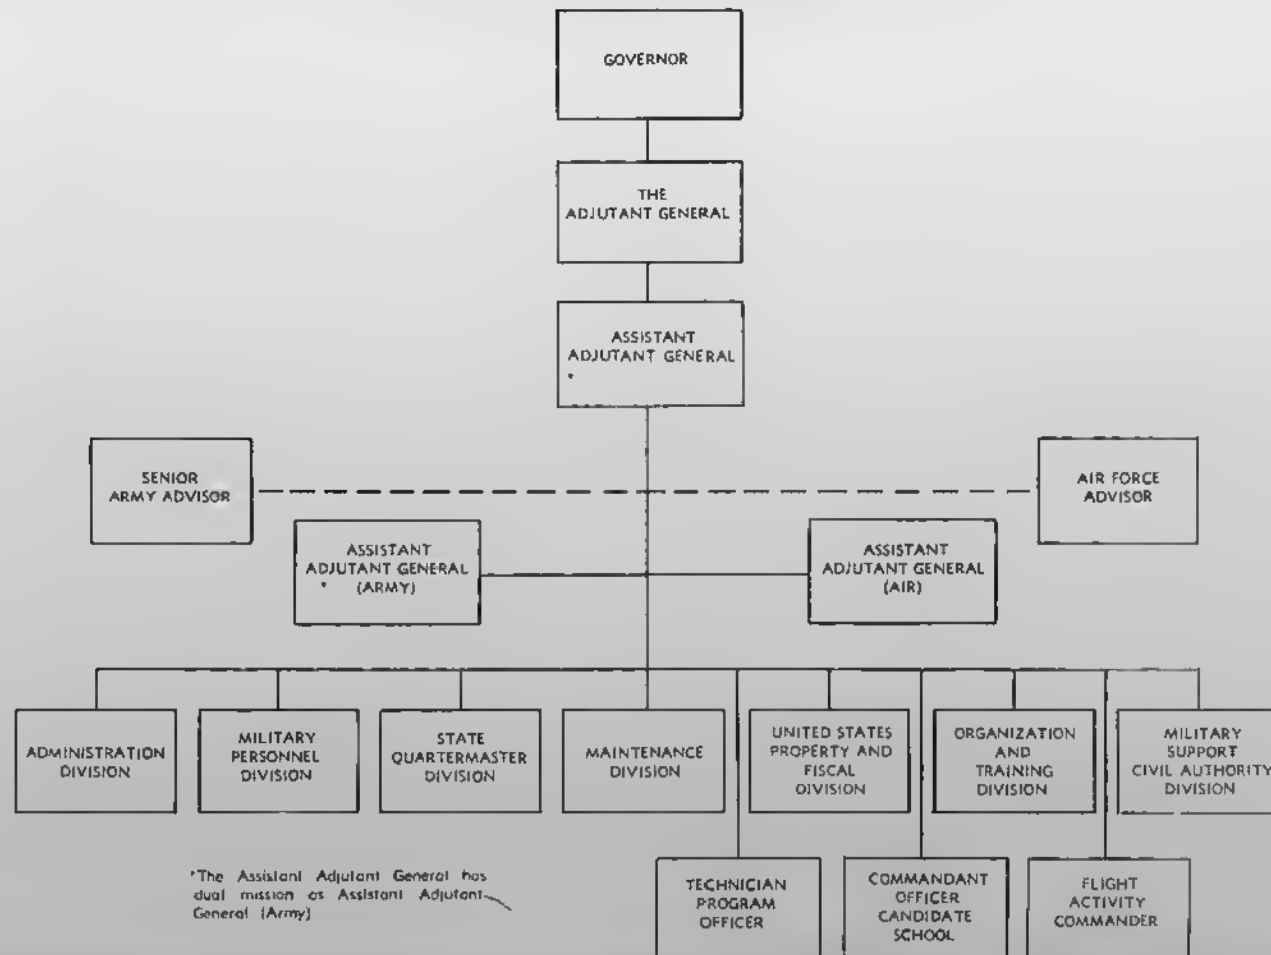 GOVERNOR
THE
ADJUTANT GENERAL
ASSISTANT
ADJUTANT GENERAL
*
SENIOR
ARMY ADVISOR
AIR FORCE
ADVISOR
ASSISTANT
ADJUTANT GENERAL
* (ARMY)
ASSISTANT
ADJUTANT GENERAL
(AIR)
ADMINISTRATION
DIVISION
MILITARY
PERSONNEL
DIVISION
STATE
QUARTERMASTER
DIVISION
MAINTENANCE
DIVISION
UNITED STATES
PROPERTY AND
FISCAL
DIVISION
ORGANIZATION
AND
TRAINING
DIVISION
MILITARY
SUPPORT
CIVIL AUTHORITY
DIVISION
*The Assistant Adjutant General has
dual mission as Assistant Adjutant
General (Army)
TECHNICIAN
PROGRAM
OFFICER
COMMANDANT
OFFICER
CANDIDATE
SCHOOL
FLIGHT
ACTIVITY
COMMANDER